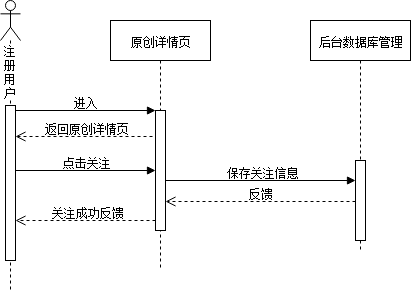 原创详情页
后台数据库管理
注册用户
进入
返回原创详情页
点击关注
保存关注信息
反馈
关注成功反馈